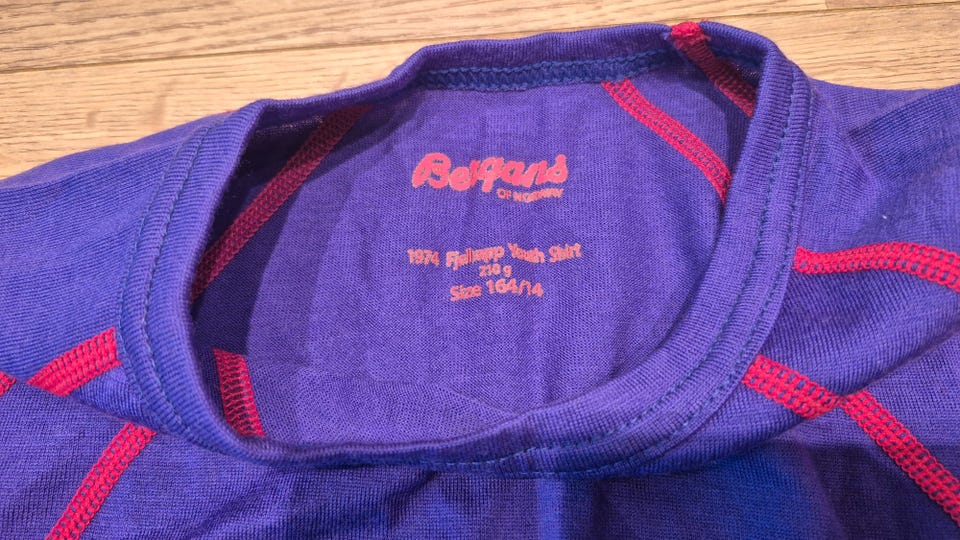 Bergans
OF NORWAY
1974 Fjellrapp Youth Shirt
210 g
Size 164/14